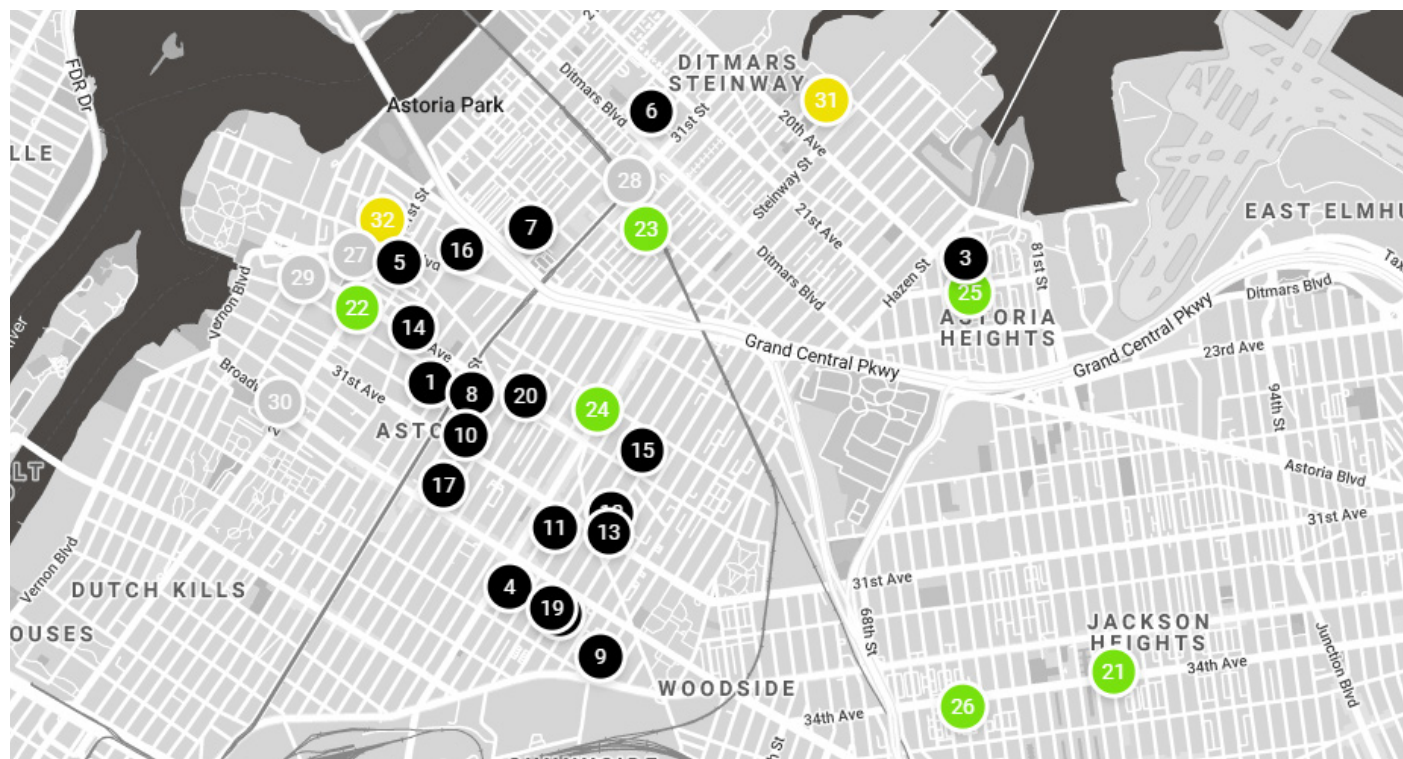 DITMARS
STEINWAY
FDR Dr
Astoria Park
Ditmars Blvd
31
6
31st St
20th Ave
LLE
28
Steinway St
32
21st Ave
EAST ELMHU
23
7
16
27
5
3
81st St
29
Hazen St
25
Ditmars Blvd
Vernon Blvd
22
Ditmars Blvd
14
Ave
ASTORIA
HEIGHTS
Grand Central Pkwy
Grand Central Pkwy
23rd Ave
31st Ave
1
8
20
30
24
94th St
10
15
17
Astoria Blvd
11
13
31st Ave
Vernon Blvd
31st Ave
DUTCH KILLS
4
19
68th St
OUSES
JACKSON
HEIGHTS
9
Junction Blvd
34th Ave
21
WOODSIDE
26
34th Ave